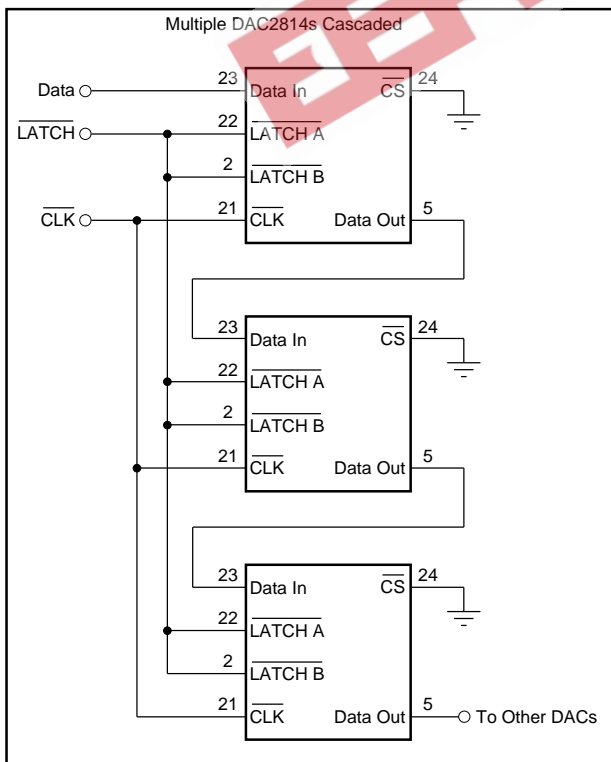 Multiple DAC2814s Cascaded
Data
LATCH
CLK
23 Data In CS 24
22 LATCH A
2 LATCH B
21 CLK Data Out 5
23 Data In CS 24
22 LATCH A
2 LATCH B
21 CLK Data Out 5
23 Data In CS 24
22 LATCH A
2 LATCH B
21 CLK Data Out 5
To Other DACs